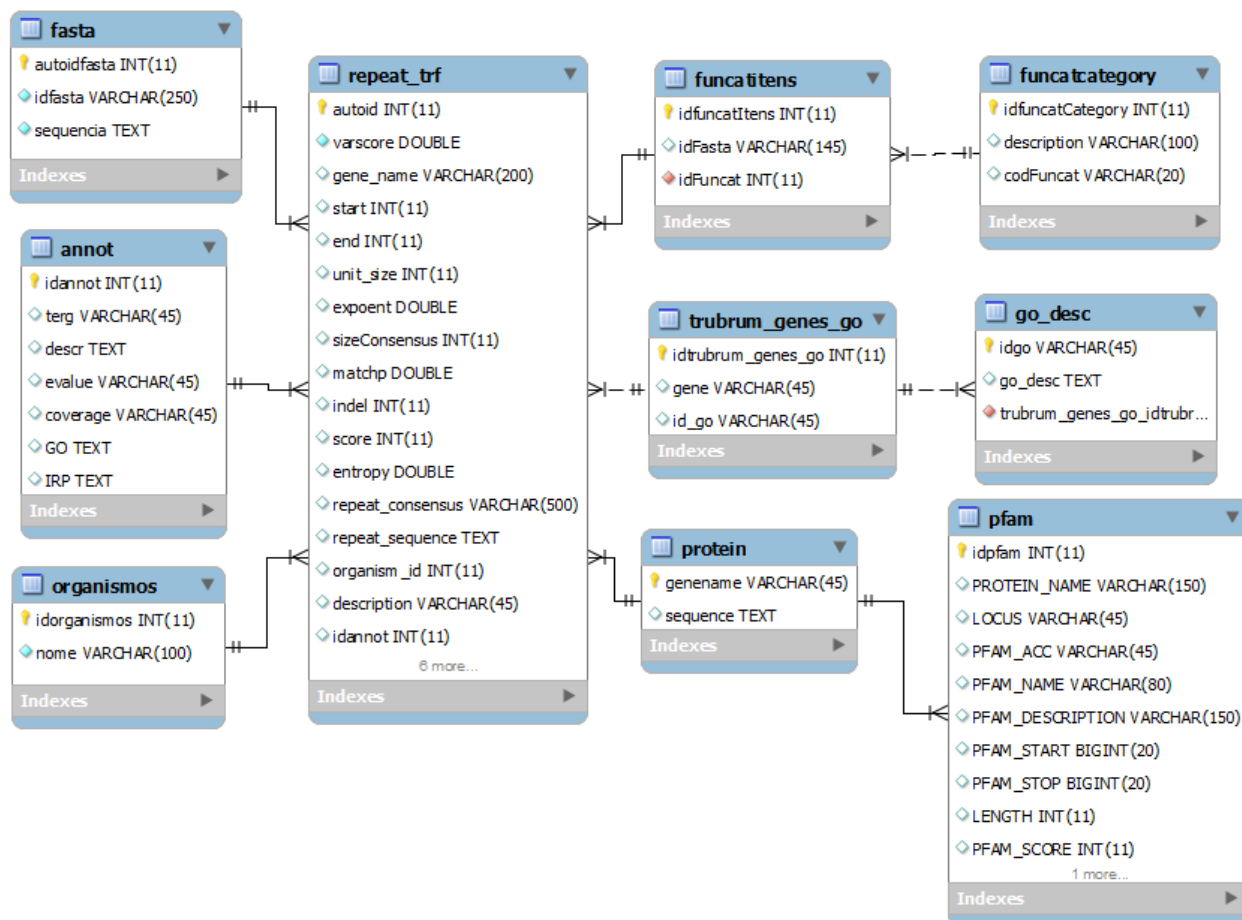 fasta
autoidfasta INT(11)
idfasta VARCHAR(250)
sequencia TEXT
Indexes
annot
idannot INT(11)
terg VARCHAR(45)
descr TEXT
evalue VARCHAR(45)
coverage VARCHAR(45)
GO TEXT
IRP TEXT
Indexes
organismos
idorganismos INT(11)
nome VARCHAR(100)
Indexes
repeat_trf
autoid INT(11)
varscore DOUBLE
gene_name VARCHAR(200)
start INT(11)
end INT(11)
unit_size INT(11)
expoent DOUBLE
sizeConsensus INT(11)
matchp DOUBLE
indel INT(11)
score INT(11)
entropy DOUBLE
repeat_consensus VARCHAR(500)
repeat_sequence TEXT
organism_id INT(11)
description VARCHAR(45)
idannot INT(11)
6 more...
Indexes
funcatitens
idfuncatItens INT(11)
idFasta VARCHAR(145)
idFuncat INT(11)
Indexes
funcatcategory
idfuncatCategory INT(11)
description VARCHAR(100)
codFuncat VARCHAR(20)
Indexes
trubrum_genes_go
idtrubrum_genes_go INT(11)
gene VARCHAR(45)
id_go VARCHAR(45)
Indexes
go_desc
idgo VARCHAR(45)
go_desc TEXT
trubrum_genes_go_idtrubr...
Indexes
protein
genename VARCHAR(45)
sequence TEXT
Indexes
pfam
idpfam INT(11)
PROTEIN_NAME VARCHAR(150)
LOCUS VARCHAR(45)
PFAM_ACC VARCHAR(45)
PFAM_NAME VARCHAR(80)
PFAM_DESCRIPTION VARCHAR(150)
PFAM_START BIGINT(20)
PFAM_STOP BIGINT(20)
LENGTH INT(11)
PFAM_SCORE INT(11)
1 more...
Indexes